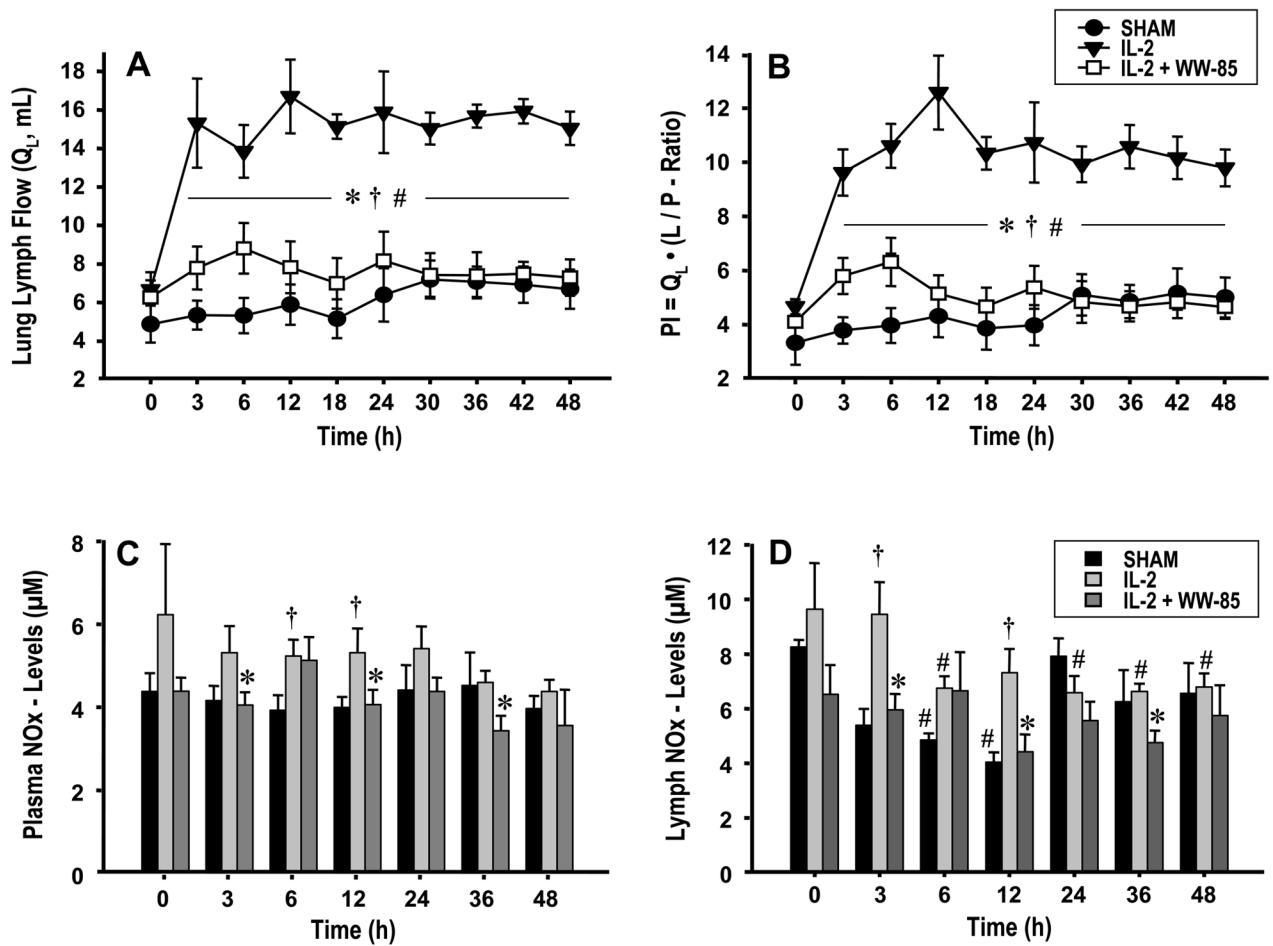 SHAM
IL-2
IL-2 + WW-85
A
Lung Lymph Flow (QL, mL)
18
16
14
12
10
8
6
4
2
* † #
0 3 6 12 18 24 30 36 42 48
Time (h)
B
PI = QL • (L / P - Ratio)
14
12
10
8
6
4
2
* † #
0 3 6 12 18 24 30 36 42 48
Time (h)
C
Plasma NOx - Levels (µM)
8
6
4
2
0
* † † * *
0 3 6 12 24 36 48
Time (h)
D
SHAM
IL-2
IL-2 + WW-85
Lymph NOx - Levels (µM)
12
10
8
6
4
2
0
† * # # # † * # # * #
0 3 6 12 24 36 48
Time (h)